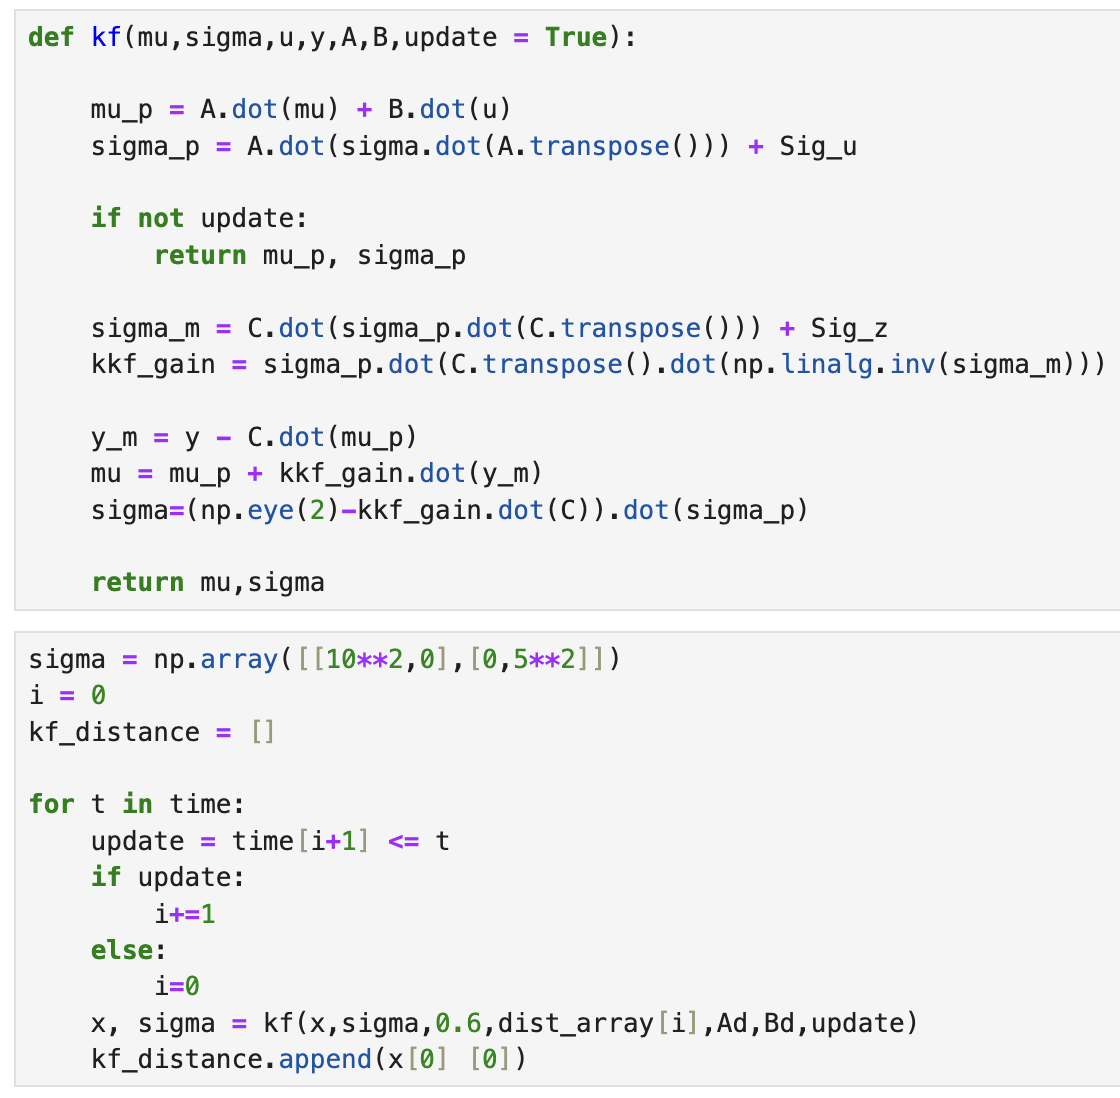 def kf(mu,sigma,u,y,A,B,update = True):
    mu_p = A.dot(mu) + B.dot(u)
    sigma_p = A.dot(sigma.dot(A.transpose())) + Sig_u
    if not update:
        return mu_p, sigma_p
    sigma_m = C.dot(sigma_p.dot(C.transpose())) + Sig_z
    kkf_gain = sigma_p.dot(C.transpose().dot(np.linalg.inv(sigma_m)))
    y_m = y - C.dot(mu_p)
    mu = mu_p + kkf_gain.dot(y_m)
    sigma=(np.eye(2)-kkf_gain.dot(C)).dot(sigma_p)
    return mu,sigma
sigma = np.array([[10**2,0],[0,5**2]])
i = 0
kf_distance = []
for t in time:
    update = time[i+1] <= t
    if update:
        i+=1
    else:
        i=0
    x, sigma = kf(x,sigma,0.6,dist_array[i],Ad,Bd,update)
    kf_distance.append(x[0] [0])